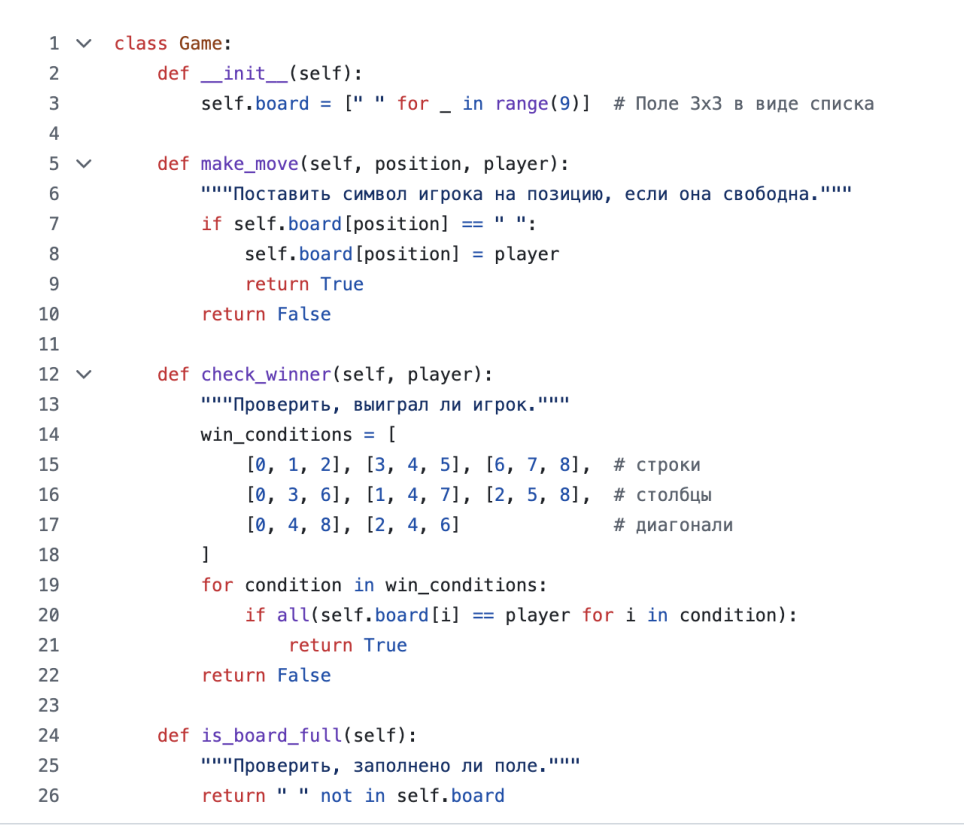 1 class Game:
2     def __init__(self):
3         self.board = [" " for _ in range(9)]  # Поле 3x3 в виде списка
4
5     def make_move(self, position, player):
6         """Поставить символ игрока на позицию, если она свободна."""
7         if self.board[position] == " ":
8             self.board[position] = player
9             return True
10         return False
11
12     def check_winner(self, player):
13         """Проверить, выиграл ли игрок."""
14         win_conditions = [
15             [0, 1, 2], [3, 4, 5], [6, 7, 8],  # строки
16             [0, 3, 6], [1, 4, 7], [2, 5, 8],  # столбцы
17             [0, 4, 8], [2, 4, 6]              # диагонали
18         ]
19         for condition in win_conditions:
20             if all(self.board[i] == player for i in condition):
21                 return True
22         return False
23
24     def is_board_full(self):
25         """Проверить, заполнено ли поле."""
26         return " " not in self.board